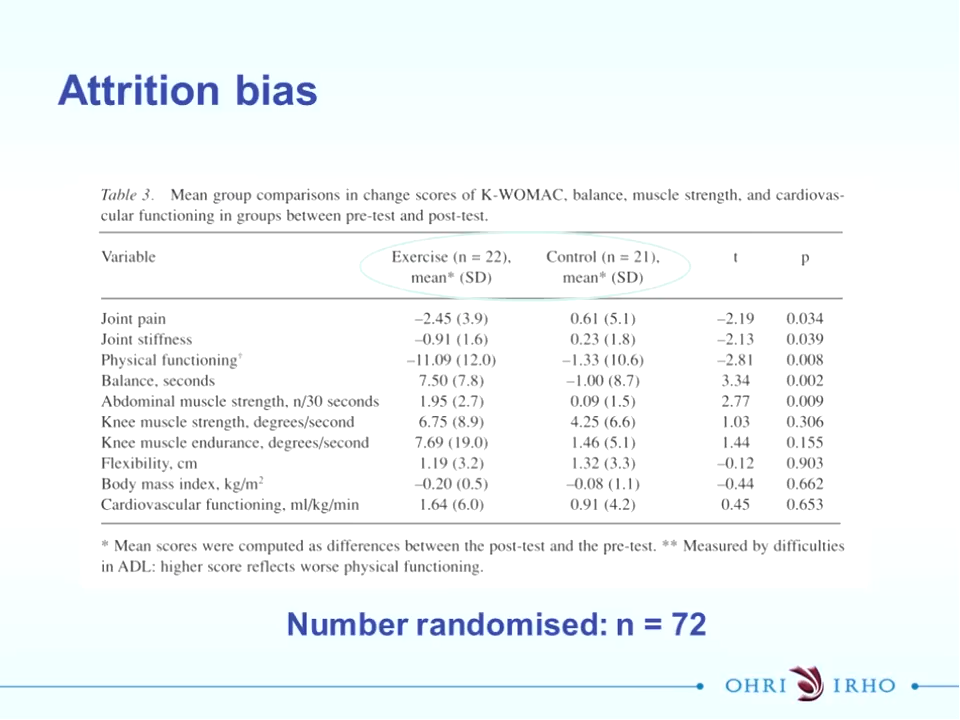 Attrition bias
Table 3. Mean group comparisons in change scores of K-WOMAC, balance, muscle strength, and cardiovas-
cular functioning in groups between pre-test and post-test.
Variable Exercise (n = 22), Control (n = 21), t p
mean* (SD) mean* (SD)
Joint pain –2.45 (3.9) 0.61 (5.1) –2.19 0.034
Joint stiffness –0.91 (1.6) 0.23 (1.8) –2.13 0.039
Physical functioning† –11.09 (12.0) –1.33 (10.6) –2.81 0.008
Balance, seconds 7.50 (7.8) –1.00 (8.7) 3.34 0.002
Abdominal muscle strength, n/30 seconds 1.95 (2.7) 0.09 (1.5) 2.77 0.009
Knee muscle strength, degrees/second 6.75 (8.9) 4.25 (6.6) 1.03 0.306
Knee muscle endurance, degrees/second 7.69 (19.0) 1.46 (5.1) 1.44 0.155
Flexibility, cm 1.19 (3.2) 1.32 (3.3) –0.12 0.903
Body mass index, kg/m² –0.20 (0.5) –0.08 (1.1) –0.44 0.662
Cardiovascular functioning, ml/kg/min 1.64 (6.0) 0.91 (4.2) 0.45 0.653
* Mean scores were computed as differences between the post-test and the pre-test. ** Measured by difficulties
in ADL: higher score reflects worse physical functioning.
Number randomised: n = 72
OHRI IRHO